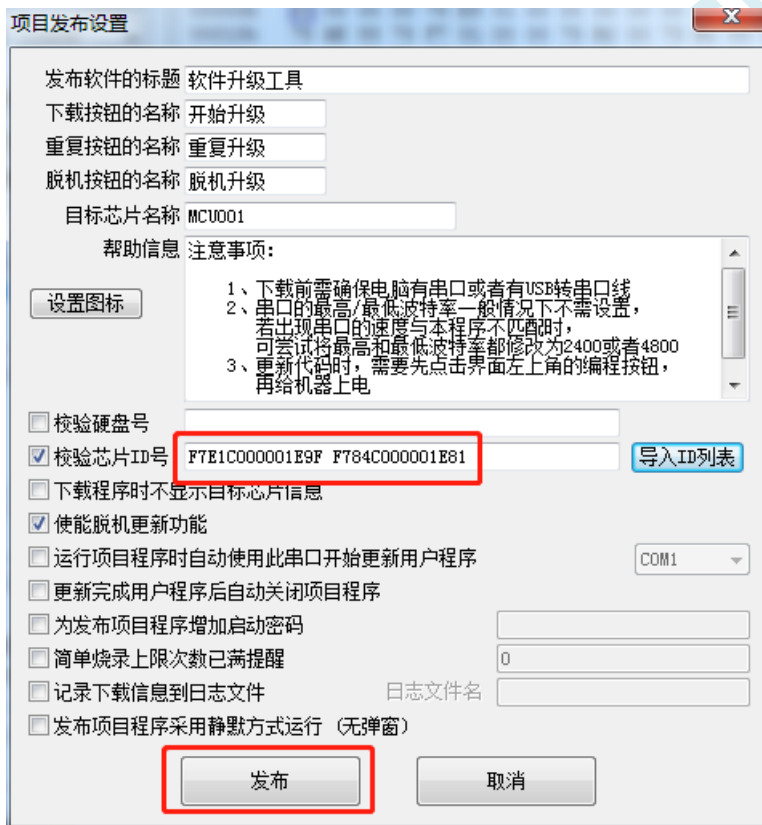 项目发布设置
x
发布软件的标题 软件升级工具
下载按钮的名称 开始升级
重复按钮的名称 重复升级
脱机按钮的名称 脱机升级
目标芯片名称 MCU001
帮助信息 注意事项:
1、下载前需确保电脑有串口或者有USB转串口线
2、串口的最高/最低波特率一般情况下不需设置,
若出现串口的速度与本程序不匹配时,
可尝试将最高和最低波特率都修改为2400或者4800
3、更新代码时,需要先点击界面左上角的编程按钮,
再给机器上电
设置图标
校验硬盘号
校验芯片ID号 F7E1C000001E9F F784C000001E81 导入ID列表
下载程序时不显示目标芯片信息
使能脱机更新功能
运行项目程序时自动使用此串口开始更新用户程序 COM1
更新完成用户程序后自动关闭项目程序
为发布项目程序增加启动密码
简单烧录上限次数已满提醒 0
记录下载信息到日志文件 日志文件名
发布项目程序采用静默方式运行 (无弹窗)
发布 取消